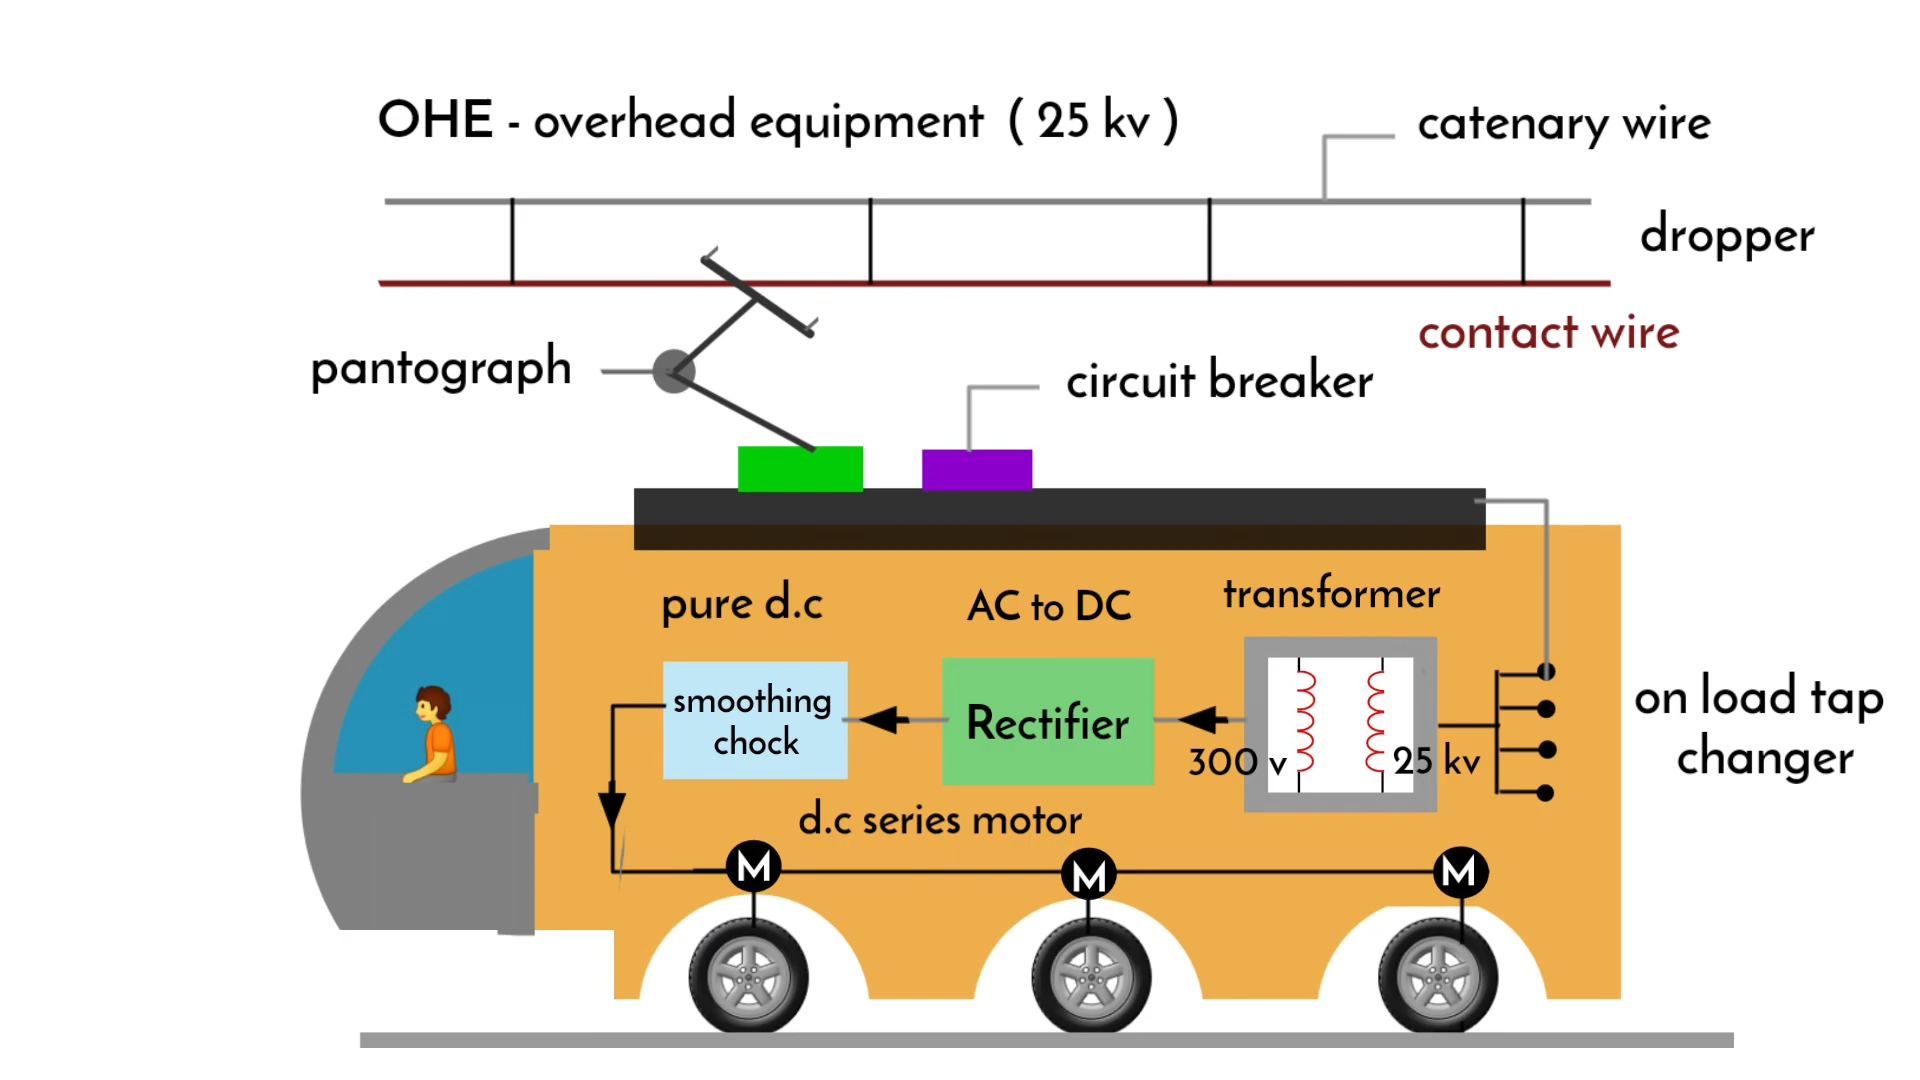 OHE - overhead equipment ( 25 kv )
catenary wire
dropper
contact wire
pantograph
circuit breaker
pure d.c
AC to DC
transformer
smoothing
chock
Rectifier
300 v
25 kv
on load tap
changer
d.c series motor
M
M
M